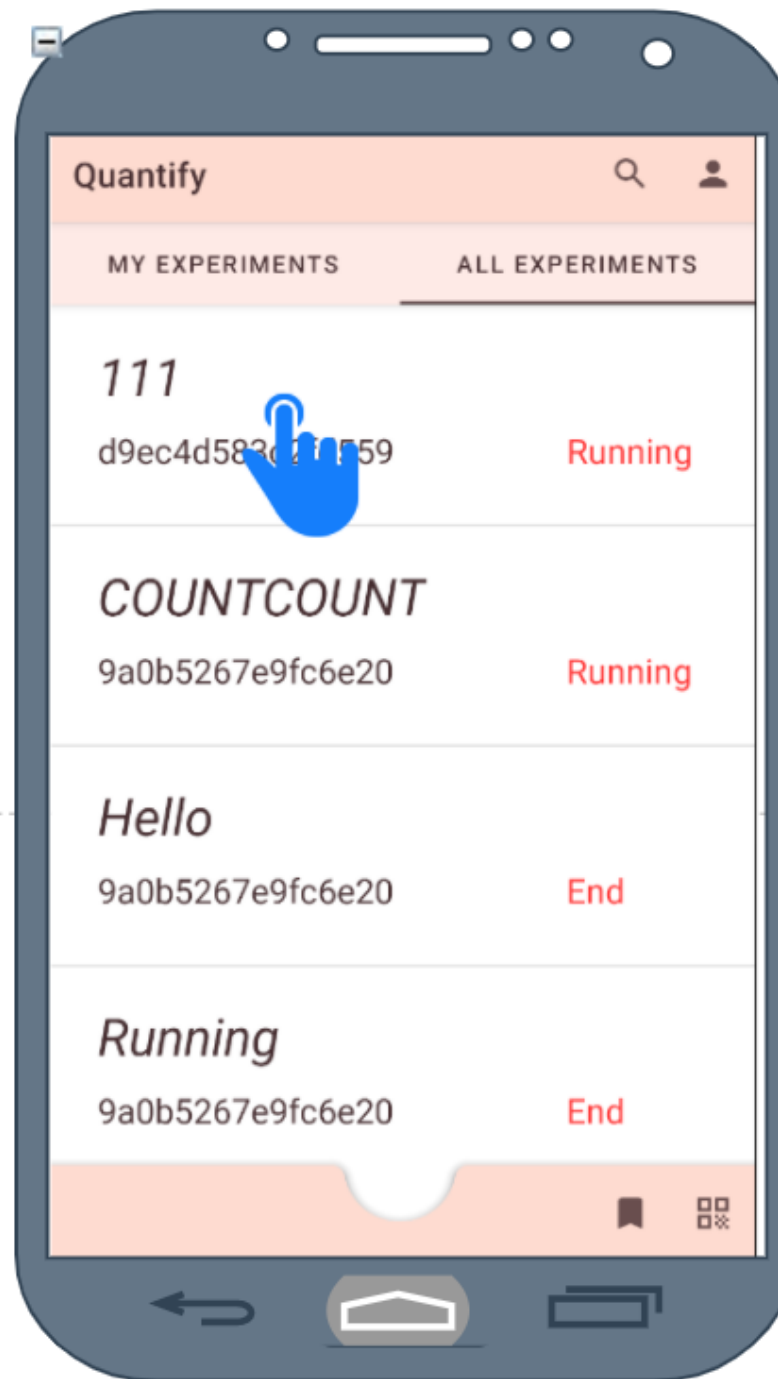 Quantify
MY EXPERIMENTS ALL EXPERIMENTS
111
Running
COUNTCOUNT
9a0b5267e9fc6e20 Running
Hello
9a0b5267e9fc6e20 End
Running
9a0b5267e9fc6e20 End